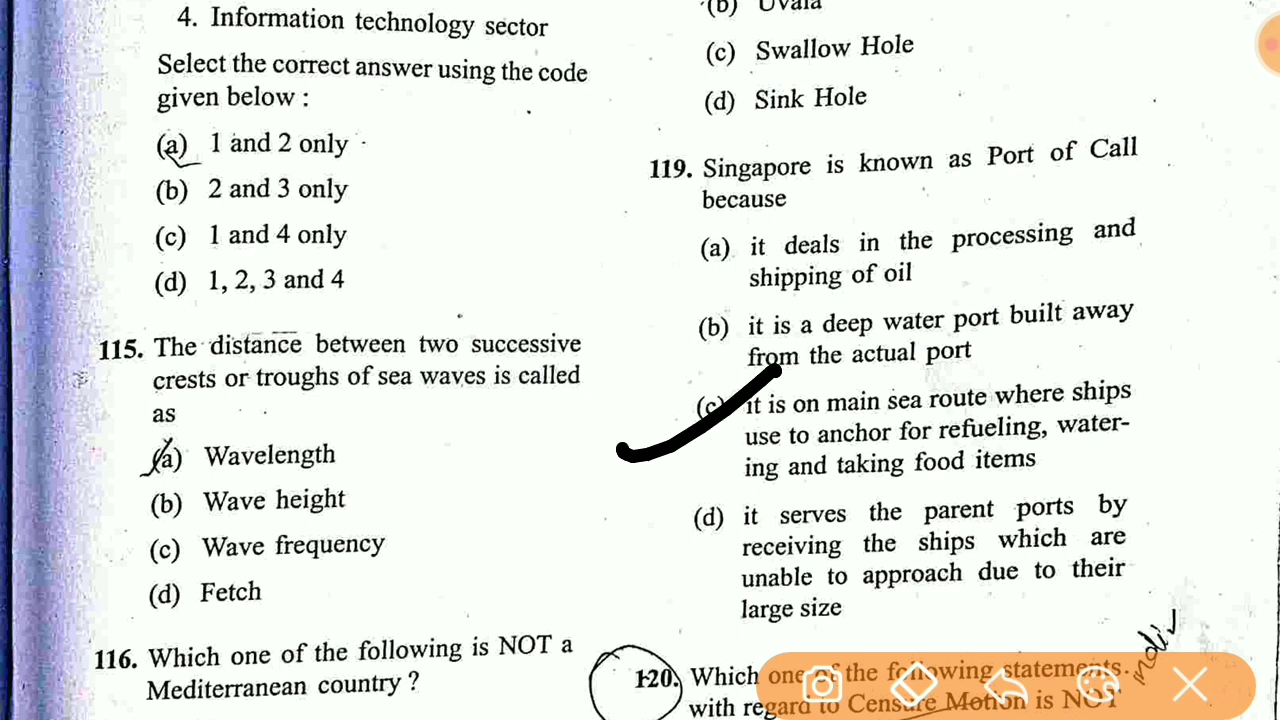 4. Information technology sector
Select the correct answer using the code
given below :
(a) 1 and 2 only
(b) 2 and 3 only
(c) 1 and 4 only
(d) 1, 2, 3 and 4
115. The distance between two successive
crests or troughs of sea waves is called
as
(a) Wavelength
(b) Wave height
(c) Wave frequency
(d) Fetch
116. Which one of the following is NOT a
Mediterranean country ?
(b) Uvala
(c) Swallow Hole
(d) Sink Hole
119. Singapore is known as Port of Call
because
(a) it deals in the processing and
shipping of oil
(b) it is a deep water port built away
from the actual port
(c) it is on main sea route where ships
use to anchor for refueling, water-
ing and taking food items
(d) it serves the parent ports by
receiving the ships which are
unable to approach due to their
large size
120. Which one of the following statements
with regard to Censure Motion is NOT